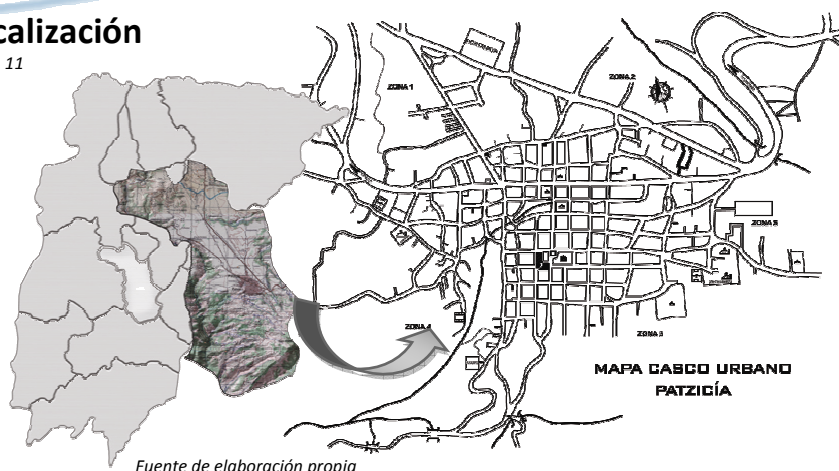 calización
11
ZONA 1
ZONA 2
ZONA 5
ZONA 4
ZONA 3
MAPA CASCO URBANO
PATZICÍA
Fuente de elaboración propia